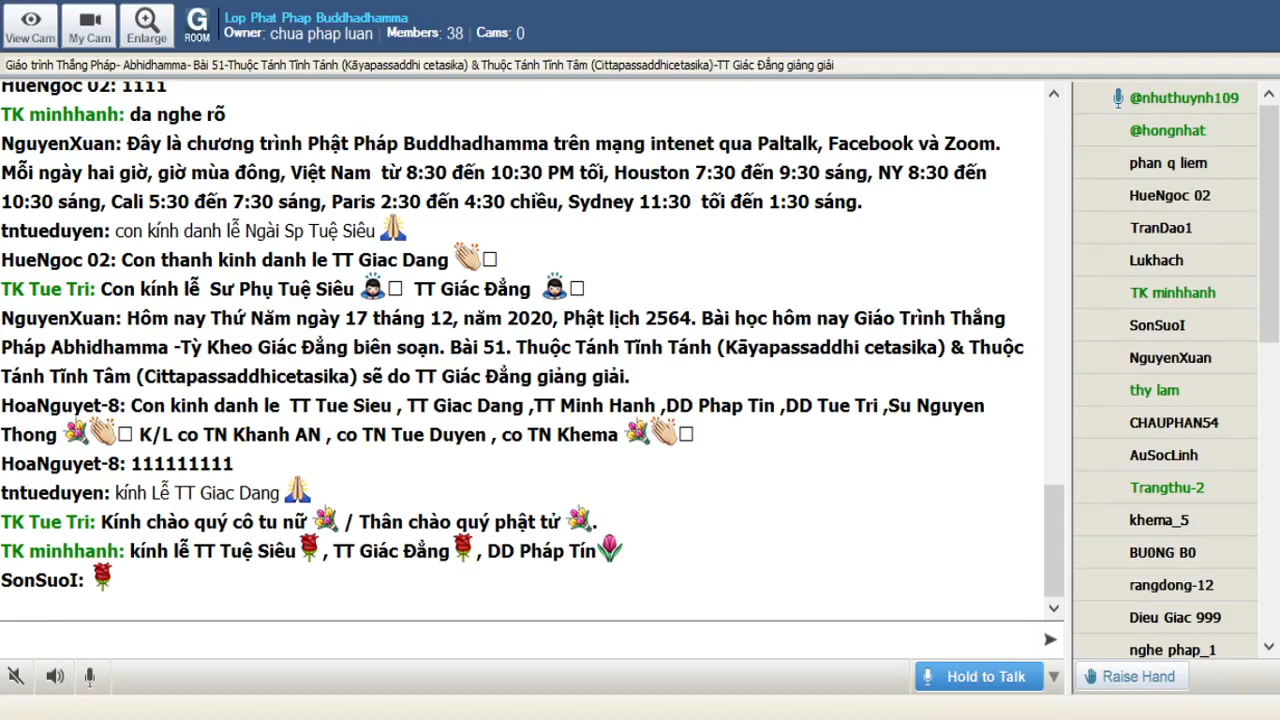 View Cam
My Cam
Enlarge
G
ROOM
Lop Phat Phap Buddhadhamma
Owner: chua phap luan | Members: 38 | Cams: 0
Giáo trình Thắng Pháp- Abhidhamma- Bài 51-Thuộc Tánh Tĩnh Tánh (Kāyapassaddhi cetasika) & Thuộc Tánh Tĩnh Tâm (Cittapassaddhicetasika)-TT Giác Đẳng giảng giải
HueNgoc 02: 1111
TK minhhanh: da nghe rõ
NguyenXuan: Đây là chương trình Phật Pháp Buddhadhamma trên mạng intenet qua Paltalk, Facebook và Zoom.
Mỗi ngày hai giờ, giờ mùa đông, Việt Nam từ 8:30 đến 10:30 PM tối, Houston 7:30 đến 9:30 sáng, NY 8:30 đến
10:30 sáng, Cali 5:30 đến 7:30 sáng, Paris 2:30 đến 4:30 chiều, Sydney 11:30 tối đến 1:30 sáng.
tntueduyen: con kính danh lễ Ngài Sp Tuệ Siêu
HueNgoc 02: Con thanh kinh danh le TT Giac Dang
TK Tue Tri: Con kính lễ Sư Phụ Tuệ Siêu TT Giác Đẳng
NguyenXuan: Hôm nay Thứ Năm ngày 17 tháng 12, năm 2020, Phật lịch 2564. Bài học hôm nay Giáo Trình Thắng
Pháp Abhidhamma -Tỳ Kheo Giác Đẳng biên soạn. Bài 51. Thuộc Tánh Tĩnh Tánh (Kāyapassaddhi cetasika) & Thuộc
Tánh Tĩnh Tâm (Cittapassaddhicetasika) sẽ do TT Giác Đẳng giảng giải.
HoaNguyet-8: Con kinh danh le TT Tue Sieu , TT Giac Dang ,TT Minh Hanh ,DD Phap Tin ,DD Tue Tri ,Su Nguyen
Thong K/L co TN Khanh AN , co TN Tue Duyen , co TN Khema
HoaNguyet-8: 111111111
tntueduyen: kính Lễ TT Giac Dang
TK Tue Tri: Kính chào quý cô tu nữ / Thân chào quý phật tử .
TK minhhanh: kính lễ TT Tuệ Siêu , TT Giác Đẳng , DD Pháp Tín
SonSuoI:
@nhuthuynh109
@hongnhat
phan q liem
HueNgoc 02
TranDao1
Lukhach
TK minhhanh
SonSuoI
NguyenXuan
thy lam
CHAUPHAN54
AuSocLinh
Trangthu-2
khema_5
BU0NG B0
rangdong-12
Dieu Giac 999
nghe phap_1
Hold to Talk
Raise Hand